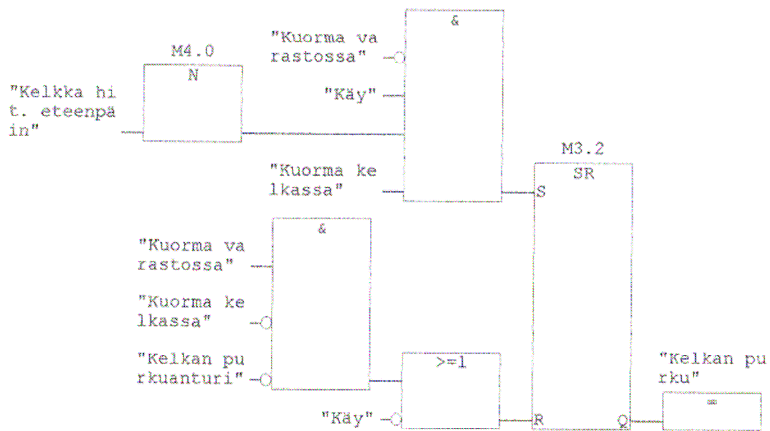 &
"Kuorma va
rastossa"
M4.0
N
"Käy"
"Kelkka hi
t. eteenpä
in"
"Kuorma ke
lkassa"
M3.2
SR
S
&
"Kuorma va
rastossa"
"Kuorma ke
lkassa"
"Kelkan pu
rkuanturi"
>=1
"Kelkan pu
rku"
=
"Käy"
R
Q